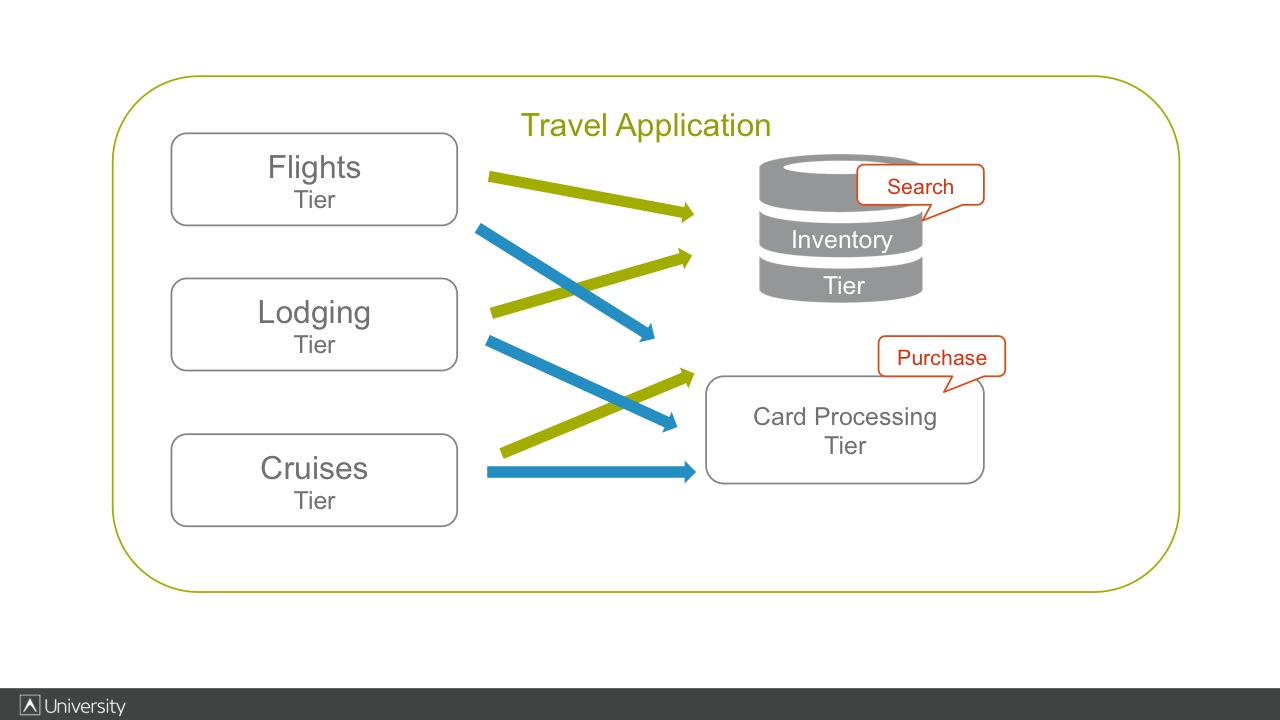 Travel Application
Flights
Tier
Lodging
Tier
Cruises
Tier
Search
Inventory
Tier
Purchase
Card Processing
Tier
University